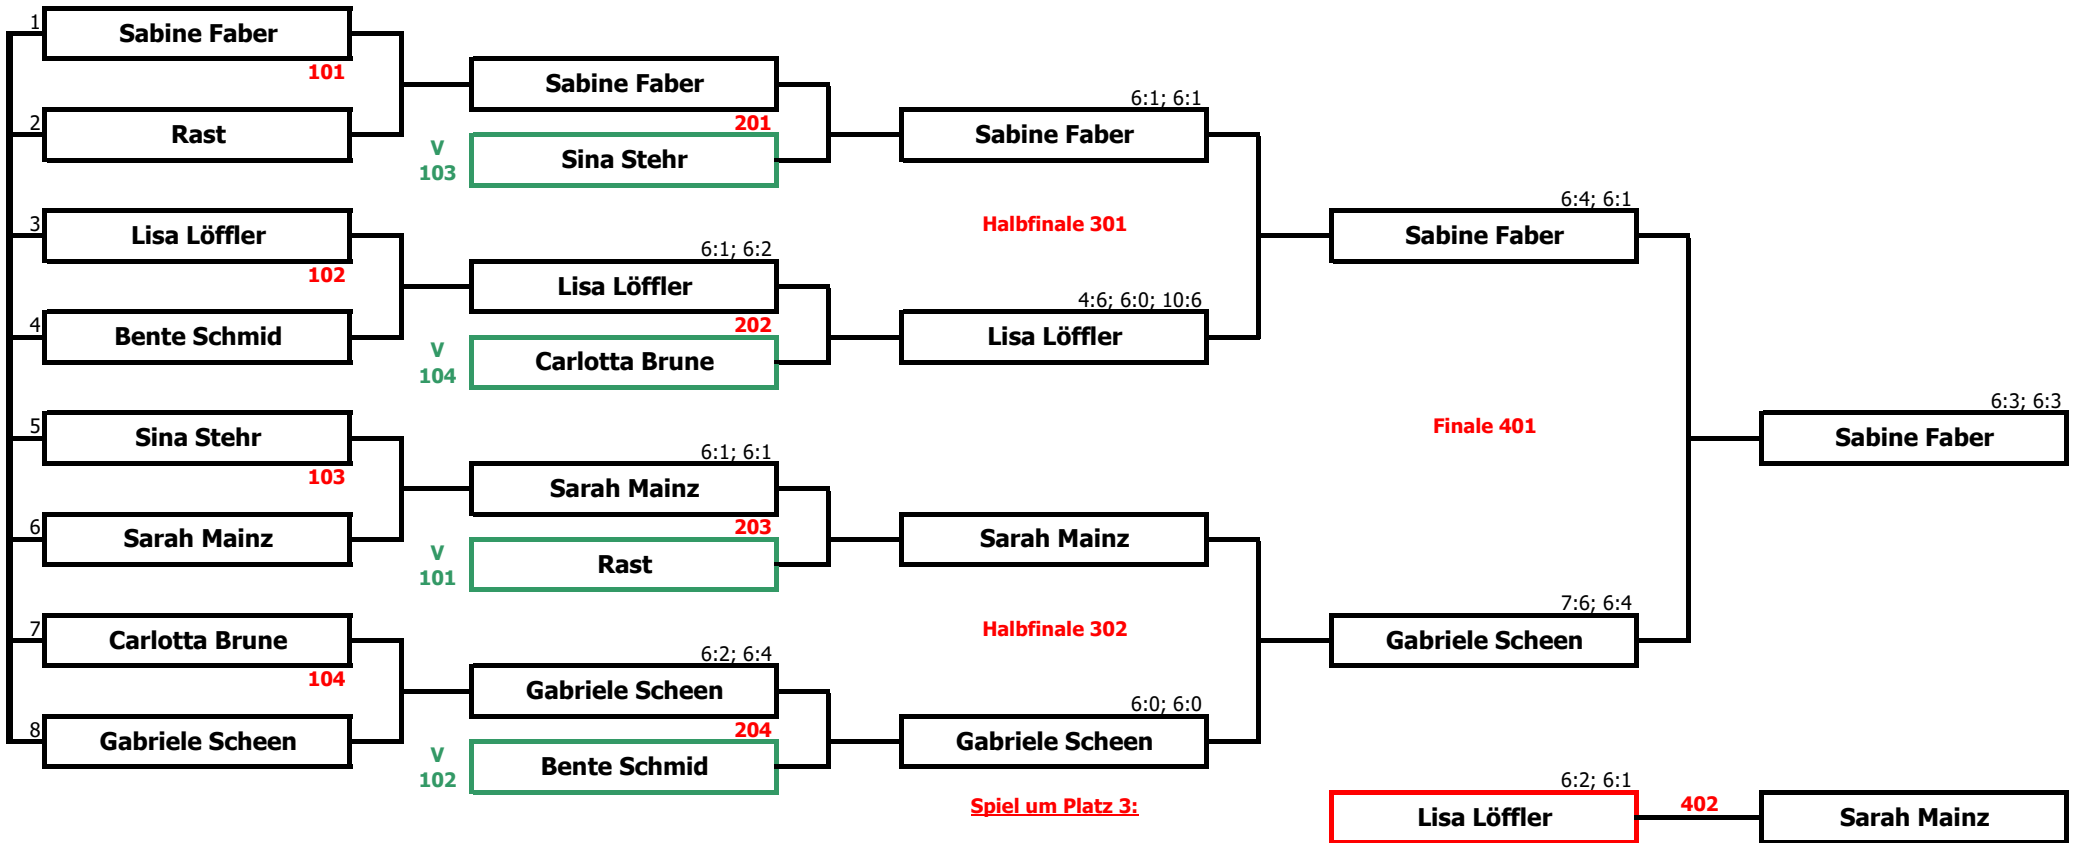 1
Sabine Faber
101
2
Rast
3
Lisa Löffler
102
4
Bente Schmid
5
Sina Stehr
103
6
Sarah Mainz
7
Carlotta Brune
104
8
Gabriele Scheen
Sabine Faber
201
V
103
Sina Stehr
6:1; 6:2
Lisa Löffler
202
V
104
Carlotta Brune
6:1; 6:1
Sarah Mainz
203
V
101
Rast
6:2; 6:4
Gabriele Scheen
204
V
102
Bente Schmid
6:1; 6:1
Sabine Faber
Halbfinale 301
4:6; 6:0; 10:6
Lisa Löffler
Sarah Mainz
Halbfinale 302
6:0; 6:0
Gabriele Scheen
6:4; 6:1
Sabine Faber
Finale 401
7:6; 6:4
Gabriele Scheen
6:3; 6:3
Sabine Faber
Spiel um Platz 3:
6:2; 6:1
Lisa Löffler
402
Sarah Mainz